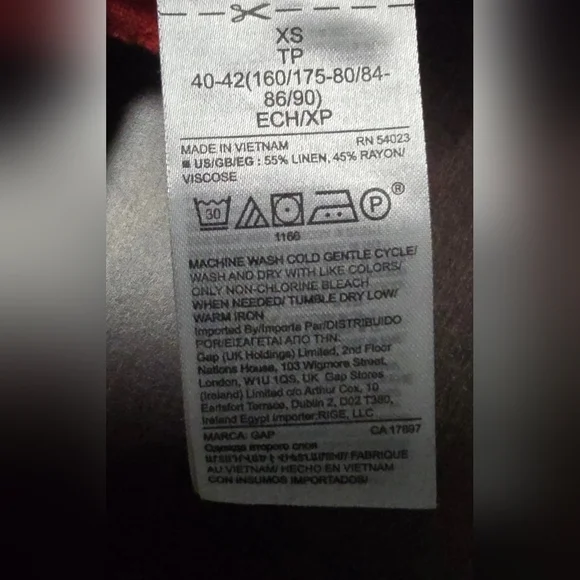 XS
TP
40-42(160/175-80/84-
86/90)
ECH/XP
MADE IN VIETNAM RN 54023
US/GB/EG : 55% LINEN, 45% RAYON/
VISCOSE
30 P ®
1166
MACHINE WASH COLD GENTLE CYCLE/
WASH AND DRY WITH LIKE COLORS/
ONLY NON-CHLORINE BLEACH
WHEN NEEDED/ TUMBLE DRY LOW/
WARM IRON
Imported By/Importe Par/DISTRIBUIDO
POR/ΕΙΣΑΓΕΤΑΙ ΑΠΟ ΤΗΝ:
Gap (UK Holdings) Limited, 2nd Floor
Nations House, 103 Wigmore Street,
London, W1U 1QS, UK Gap Stores
(Ireland) Limited c/o Arthur Cox, 10
Earlsfort Terrace, Dublin 2, D02 T380,
Ireland Egypt Importer:RISE, LLC
MARCA: GAP CA 17897
FABRIQUÉ
AU VIETNAM/ HECHO EN VIETNAM
CON INSUMOS IMPORTADOS/